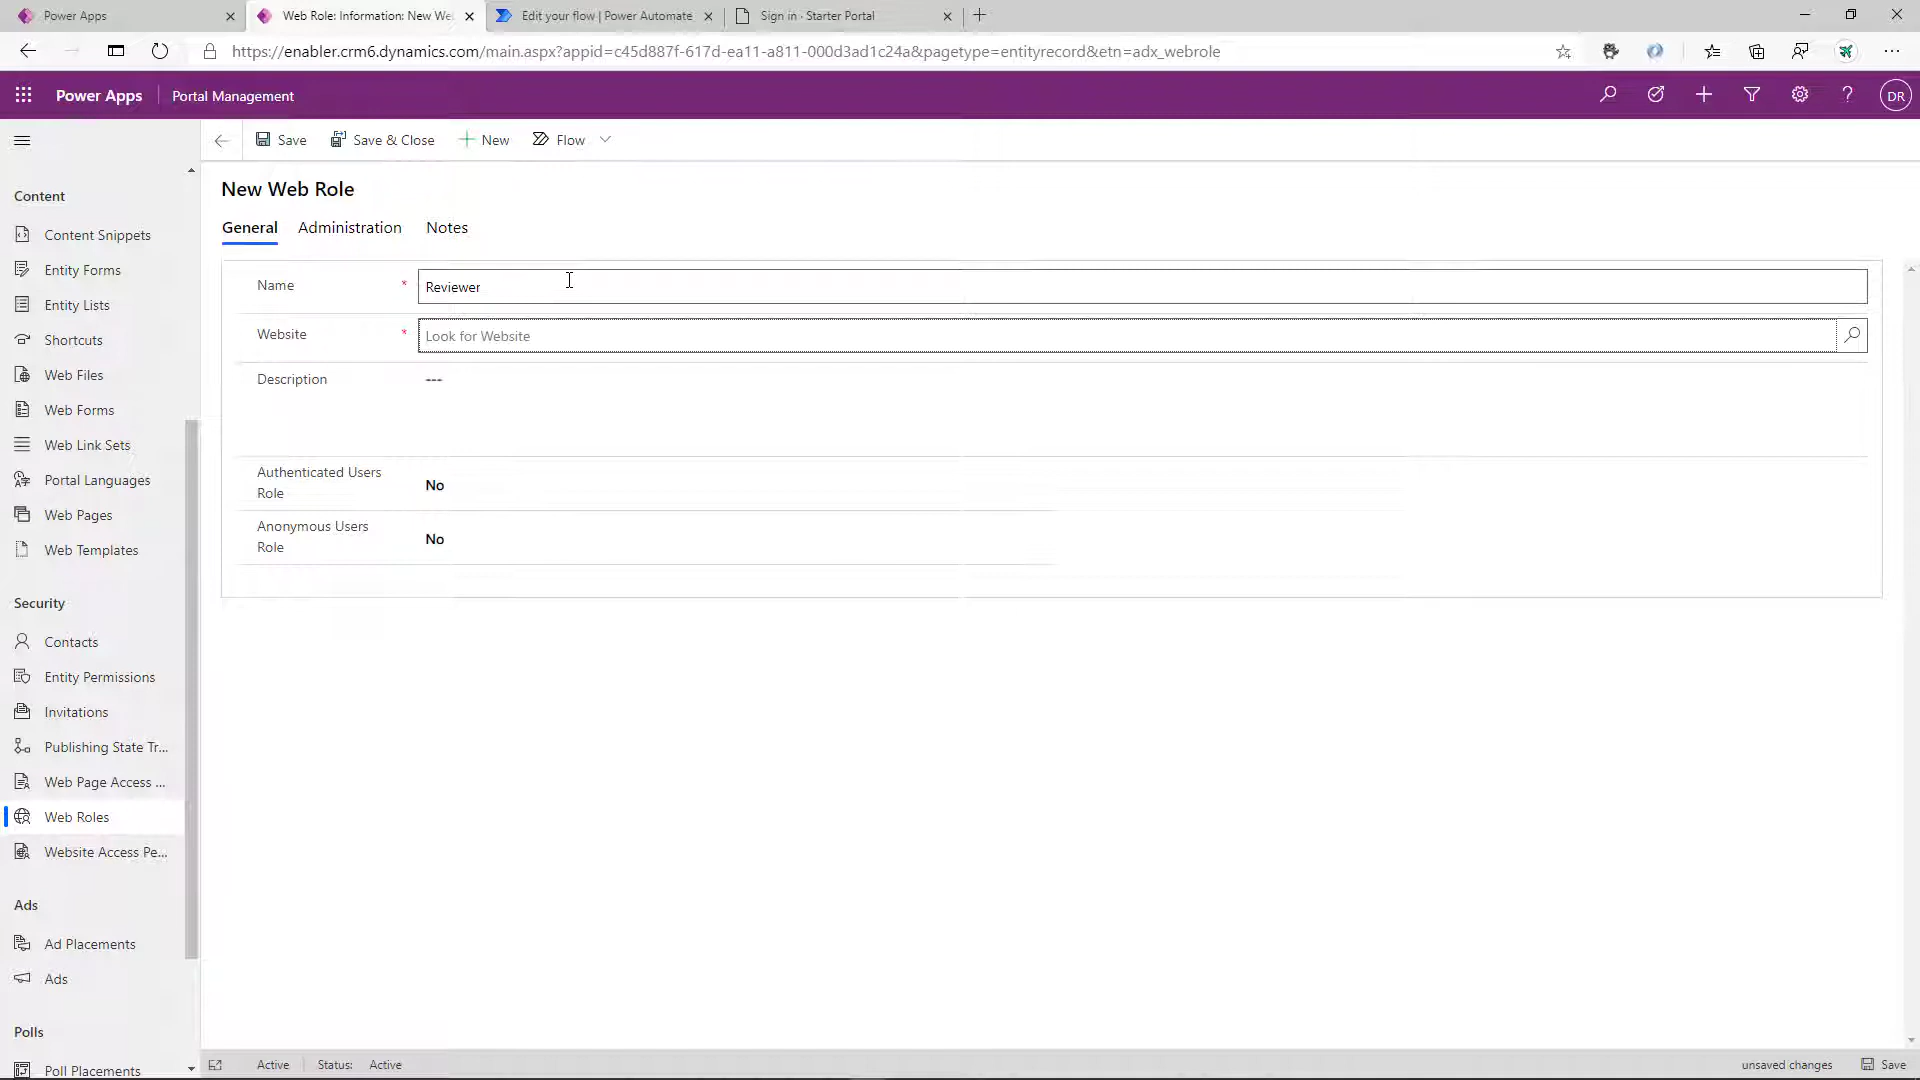 Power Apps
Web Role: Information: New We
Edit your flow | Power Automate
Sign in · Starter Portal
https://enabler.crm6.dynamics.com/main.aspx?appid=c45d887f-617d-ea11-a811-000d3ad1c24a&pagetype=entityrecord&etn=adx_webrole
Power Apps
Portal Management
DR
Save
Save & Close
New
Flow
New Web Role
General
Administration
Notes
Name *
Reviewer
Website *
Look for Website
Description
---
Authenticated Users
Role
No
Anonymous Users
Role
No
Content
Content Snippets
Entity Forms
Entity Lists
Shortcuts
Web Files
Web Forms
Web Link Sets
Portal Languages
Web Pages
Web Templates
Security
Contacts
Entity Permissions
Invitations
Publishing State Tr...
Web Page Access ...
Web Roles
Website Access Pe...
Ads
Ad Placements
Ads
Polls
Poll Placements
Active
Status: Active
unsaved changes
Save